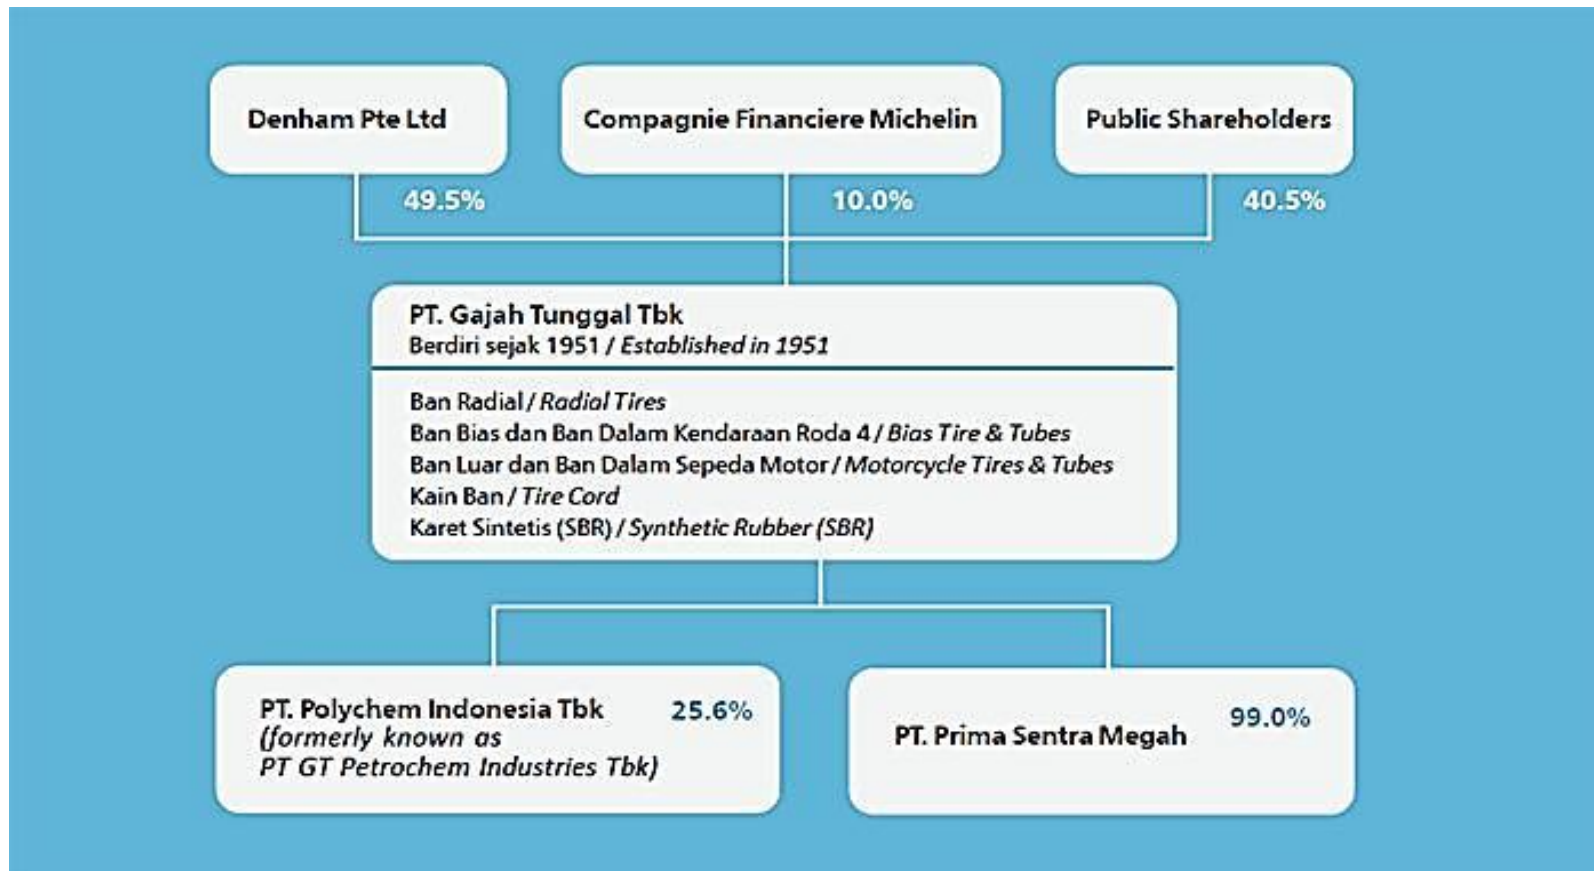 Denham Pte Ltd
Compagnie Financiere Michelin
Public Shareholders
49.5%
10.0%
40.5%
PT. Gajah Tunggal Tbk
Berdiri sejak 1951 / Established in 1951
Ban Radial / Radial Tires
Ban Bias dan Ban Dalam Kendaraan Roda 4 / Bias Tire & Tubes
Ban Luar dan Ban Dalam Sepeda Motor / Motorcycle Tires & Tubes
Kain Ban / Tire Cord
Karet Sintetis (SBR) / Synthetic Rubber (SBR)
PT. Polychem Indonesia Tbk
25.6%
(formerly known as
PT GT Petrochem Industries Tbk)
PT. Prima Sentra Megah
99.0%